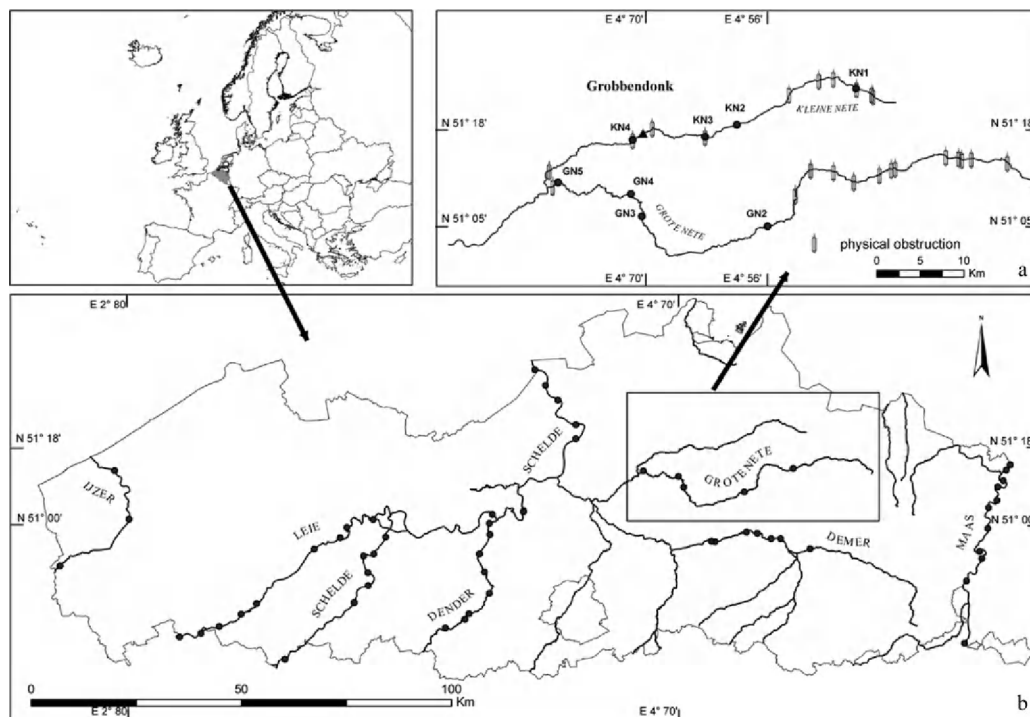 E 4° 70'
E 4° 56'
Grobbendonk
KN1
KLEINE NETE
KN2
KN3
KN4
N 51° 18'
N 51° 18'
GN5
GN4
GN3
GROTE NETE
GN2
N 51° 05'
N 51° 05'
physical obstruction
0 5 10
Km
a
E 4° 70'
E 4° 56'
E 2° 80
E 4° 70'
N
N 51° 18'
N 51° 18'
SCHELDE
GROTE NETE
IJZER
N 51° 00'
N 51° 00'
LEIE
DEMER
MAAS
SCHELDE
DENDER
0 50 100
Km
E 2° 80
E 4° 70'
b